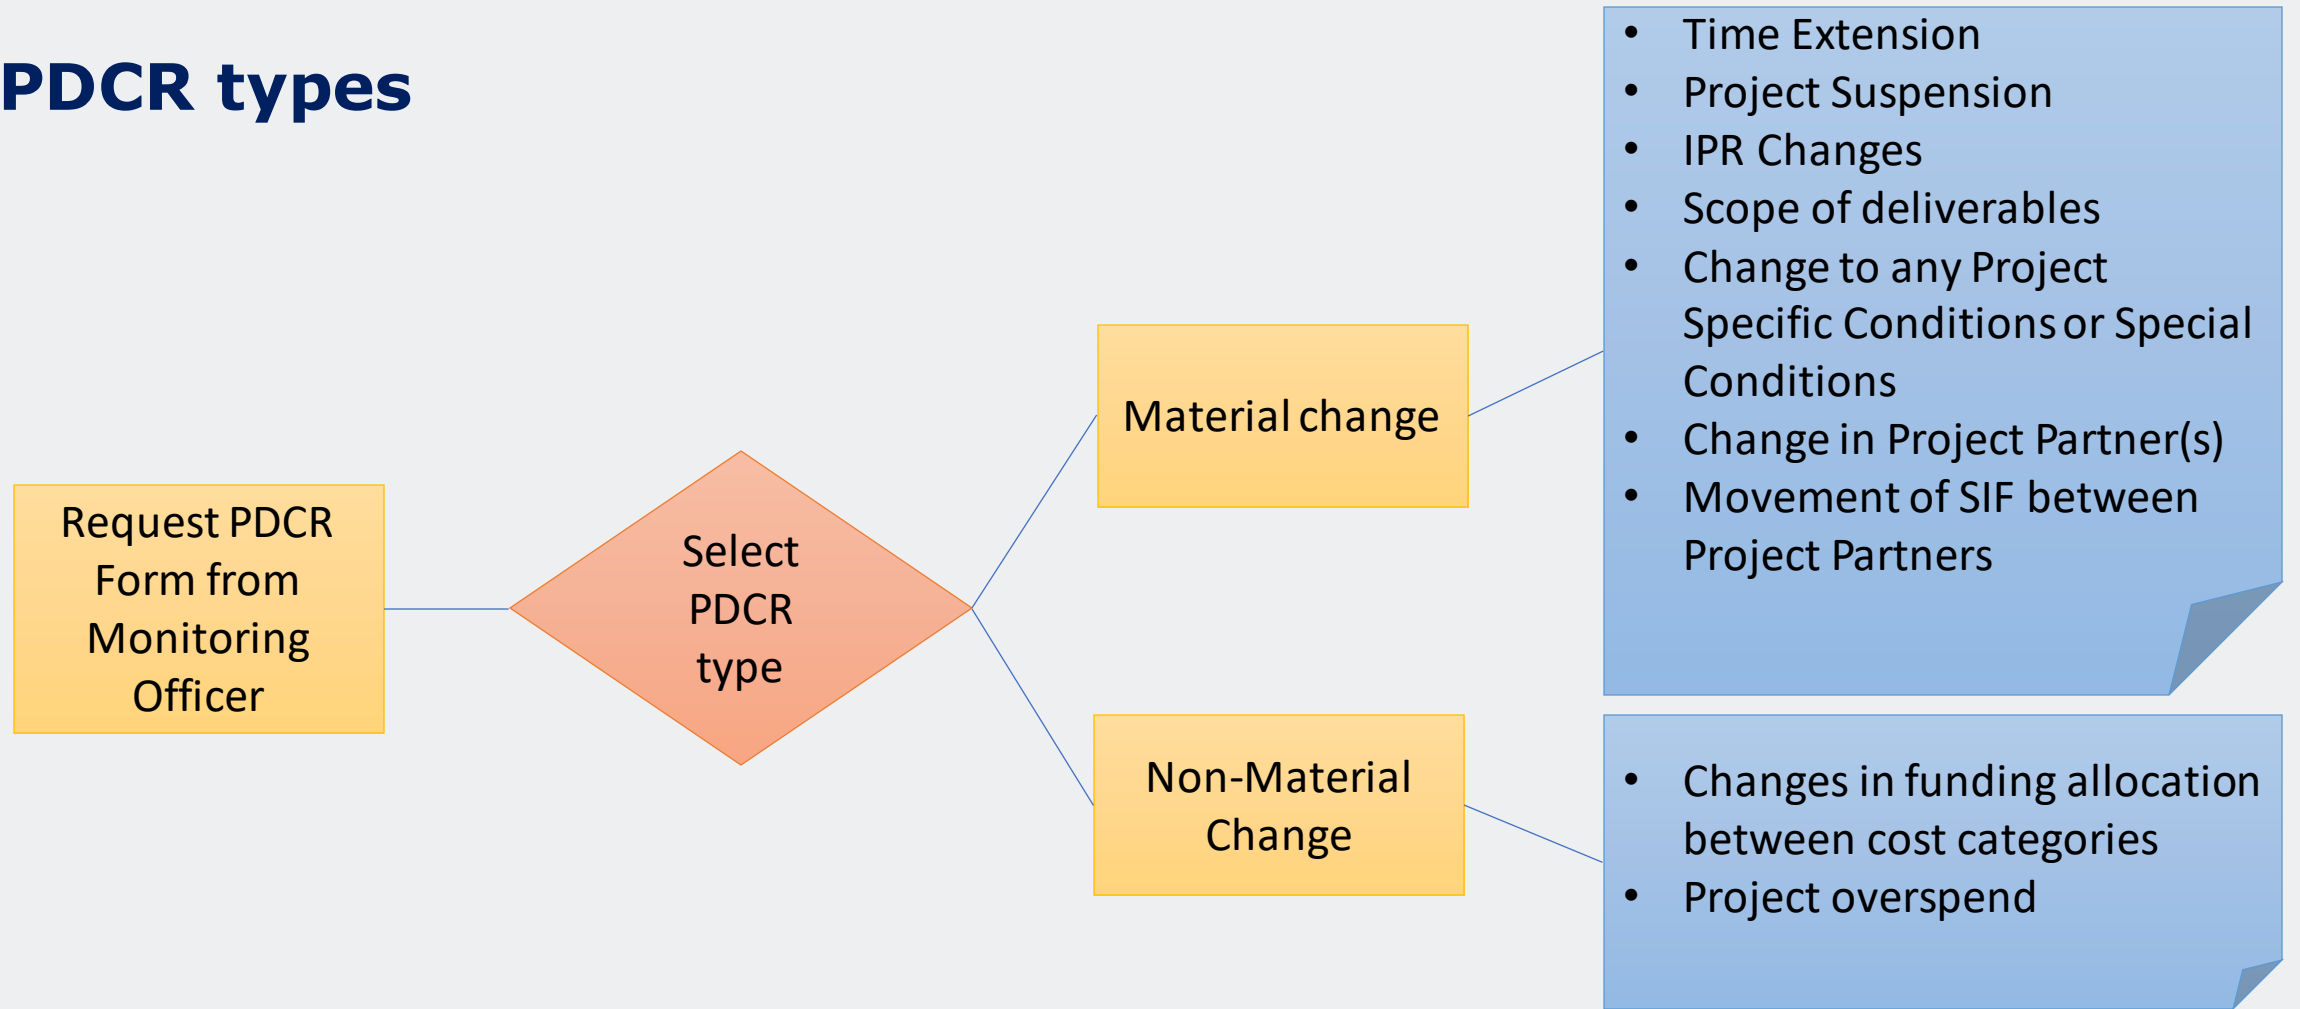 PDCR types
Request PDCR
Form from
Monitoring
Officer
Select
PDCR
type
Material change
• Time Extension
• Project Suspension
• IPR Changes
• Scope of deliverables
• Change to any Project
Specific Conditions or Special
Conditions
• Change in Project Partner(s)
• Movement of SIF between
Project Partners
Non-Material
Change
• Changes in funding allocation
between cost categories
• Project overspend